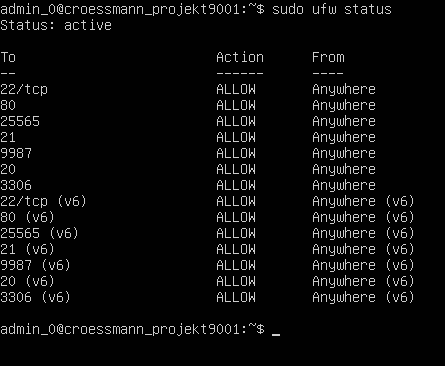 admin_0@croessmann_projekt9001:~$ sudo ufw status
Status: active

To                         Action      From
--                         ------      ----
22/tcp                     ALLOW       Anywhere
80                         ALLOW       Anywhere
25565                      ALLOW       Anywhere
21                         ALLOW       Anywhere
9987                       ALLOW       Anywhere
20                         ALLOW       Anywhere
3306                       ALLOW       Anywhere
22/tcp (v6)                ALLOW       Anywhere (v6)
80 (v6)                    ALLOW       Anywhere (v6)
25565 (v6)                 ALLOW       Anywhere (v6)
21 (v6)                    ALLOW       Anywhere (v6)
9987 (v6)                  ALLOW       Anywhere (v6)
20 (v6)                    ALLOW       Anywhere (v6)
3306 (v6)                  ALLOW       Anywhere (v6)

admin_0@croessmann_projekt9001:~$ _